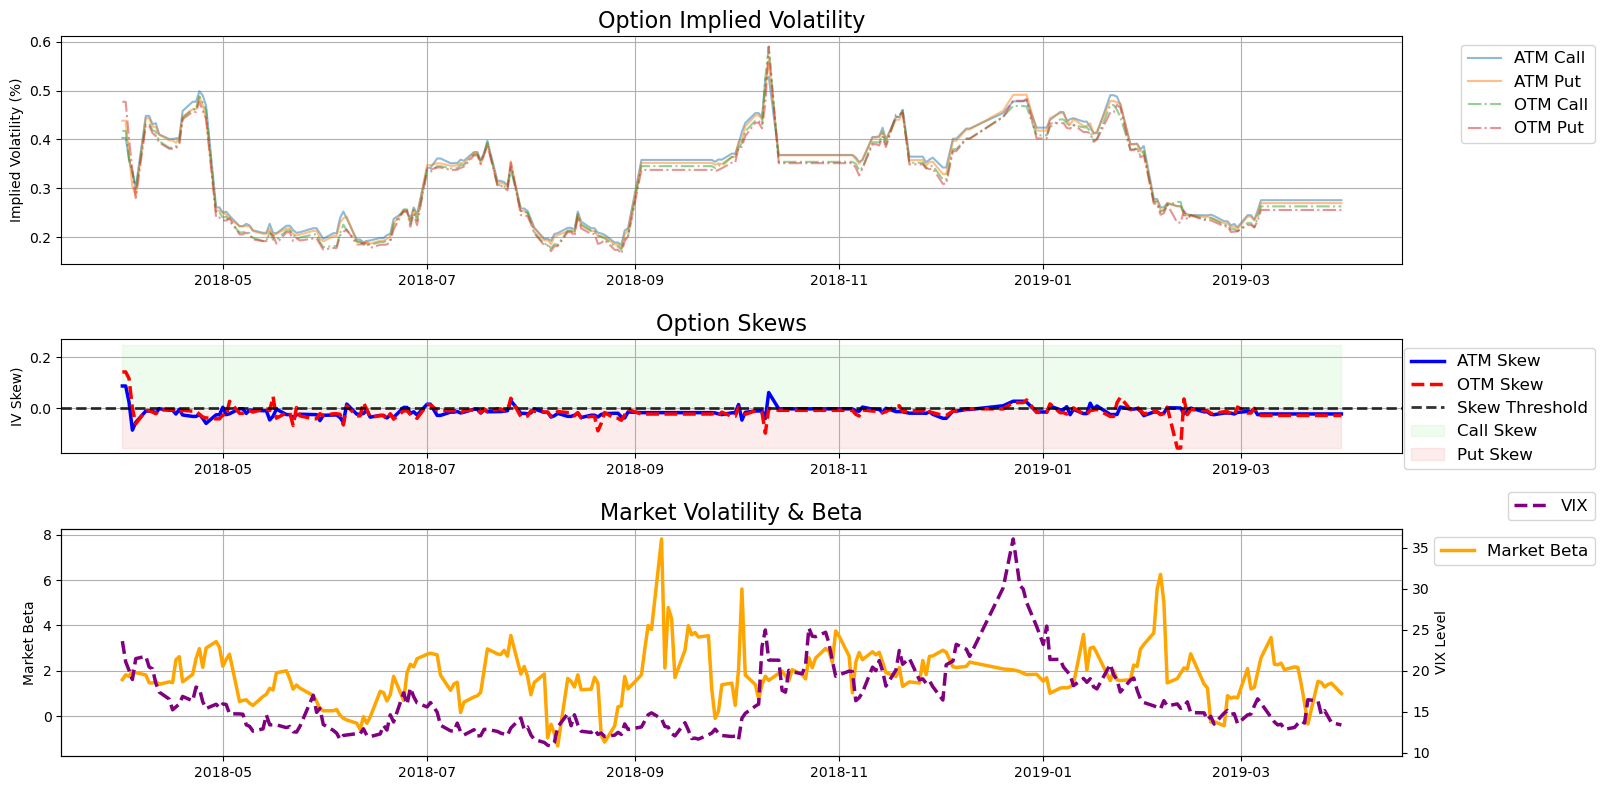 Option Implied Volatility
Implied Volatility (%)
0.6
0.5
0.4
0.3
0.2
2018-05
2018-07
2018-09
2018-11
2019-01
2019-03
ATM Call
ATM Put
OTM Call
OTM Put
Option Skews
IV Skew)
0.2
0.0
2018-05
2018-07
2018-09
2018-11
2019-01
2019-03
ATM Skew
OTM Skew
Skew Threshold
Call Skew
Put Skew
Market Volatility & Beta
Market Beta
8
6
4
2
0
2018-05
2018-07
2018-09
2018-11
2019-01
2019-03
35
30
25
20
15
10
VIX Level
VIX
Market Beta